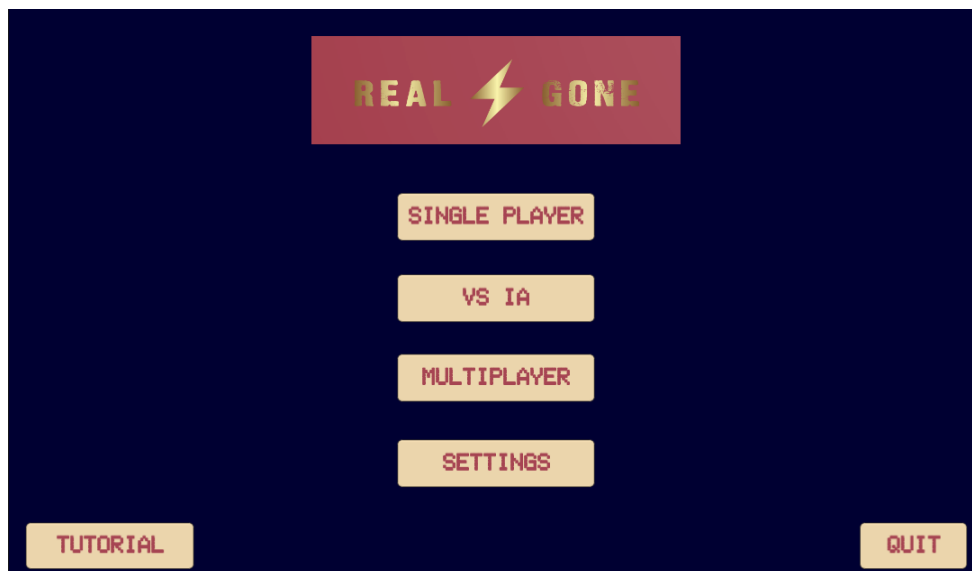 REAL GONE
SINGLE PLAYER
VS IA
MULTIPLAYER
SETTINGS
TUTORIAL
QUIT